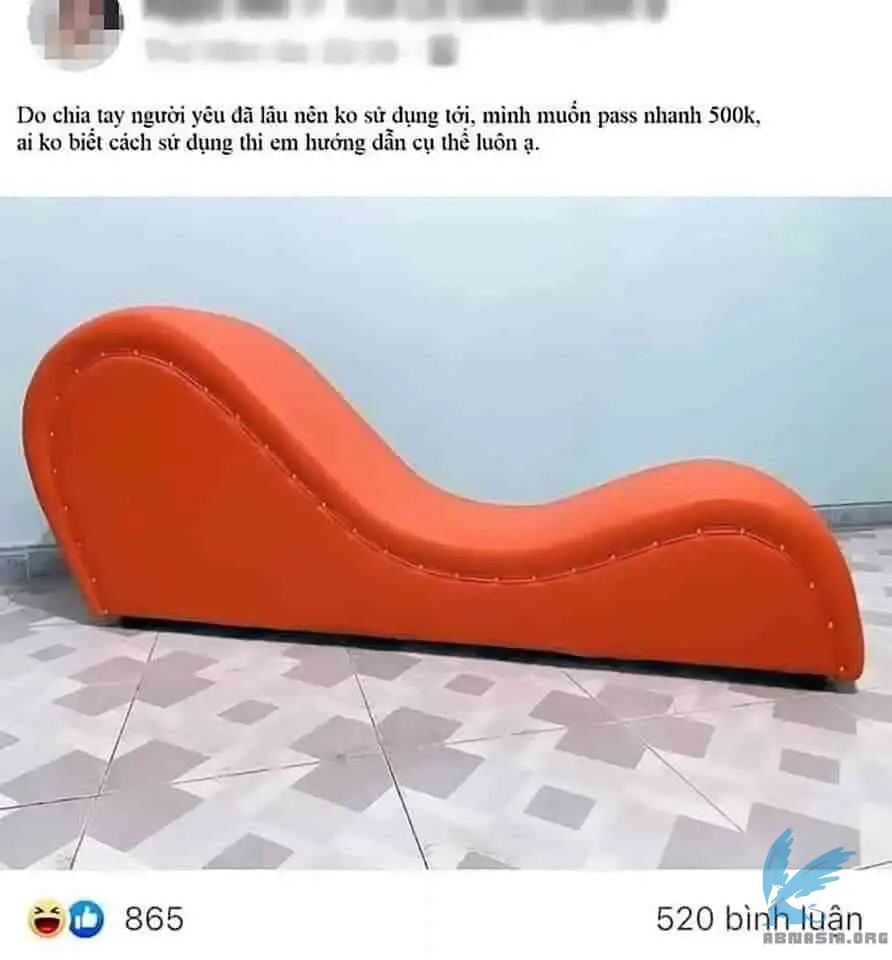 Do chia tay người yêu đã lâu nên ko sử dụng tới, mình muốn pass nhanh 500k,
ai ko biết cách sử dụng thì em hướng dẫn cụ thể luôn ạ.
865
520 bình luận
ABNASIA.ORG